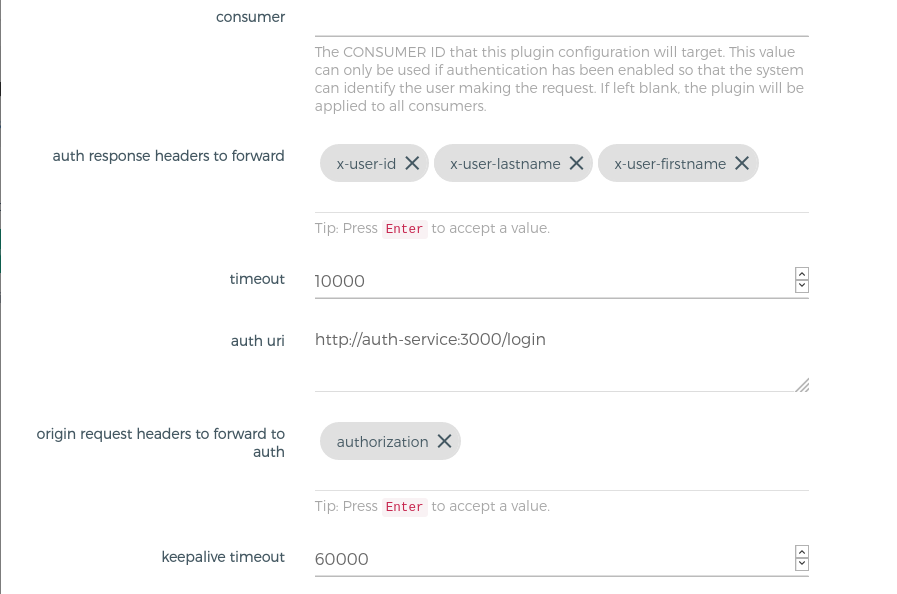 consumer
The CONSUMER ID that this plugin configuration will target. This value
can only be used if authentication has been enabled so that the system
can identify the user making the request. If left blank, the plugin will be
applied to all consumers.
auth response headers to forward
x-user-id x-user-lastname x-user-firstname
Tip: Press Enter to accept a value.
timeout
10000
auth uri
http://auth-service:3000/login
origin request headers to forward to
auth
authorization
Tip: Press Enter to accept a value.
keepalive timeout
60000